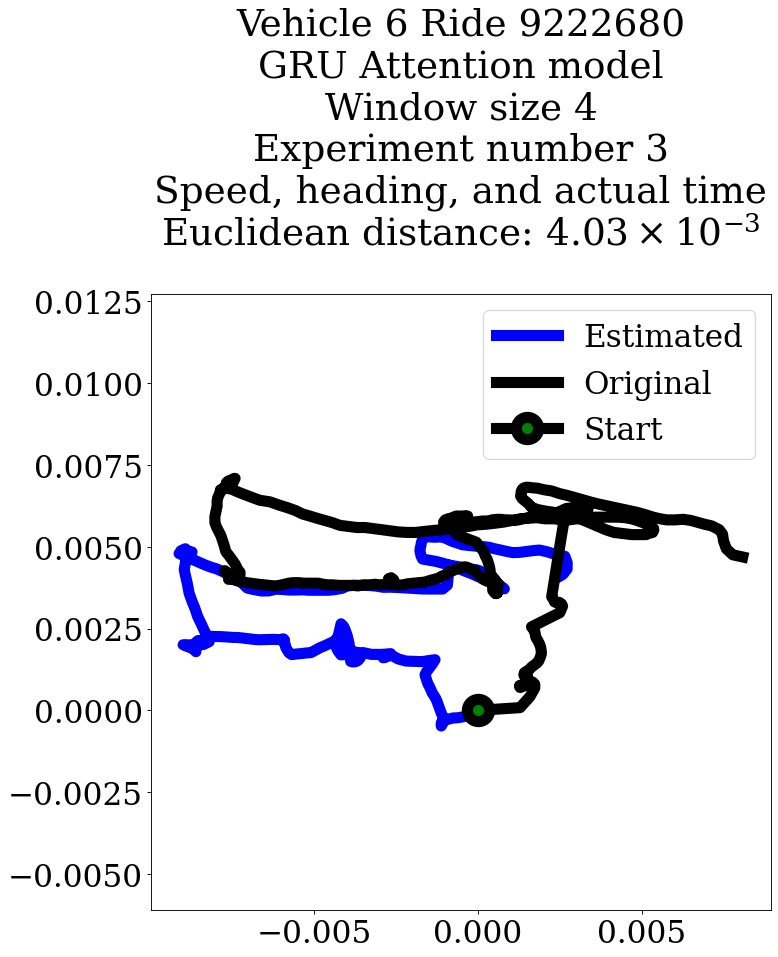 Vehicle 6 Ride 9222680
GRU Attention model
Window size 4
Experiment number 3
Speed, heading, and actual time
Euclidean distance: 4.03 × 10⁻³
0.0125
0.0100
0.0075
0.0050
0.0025
0.0000
−0.0025
−0.0050
Estimated
Original
Start
−0.005 0.000 0.005